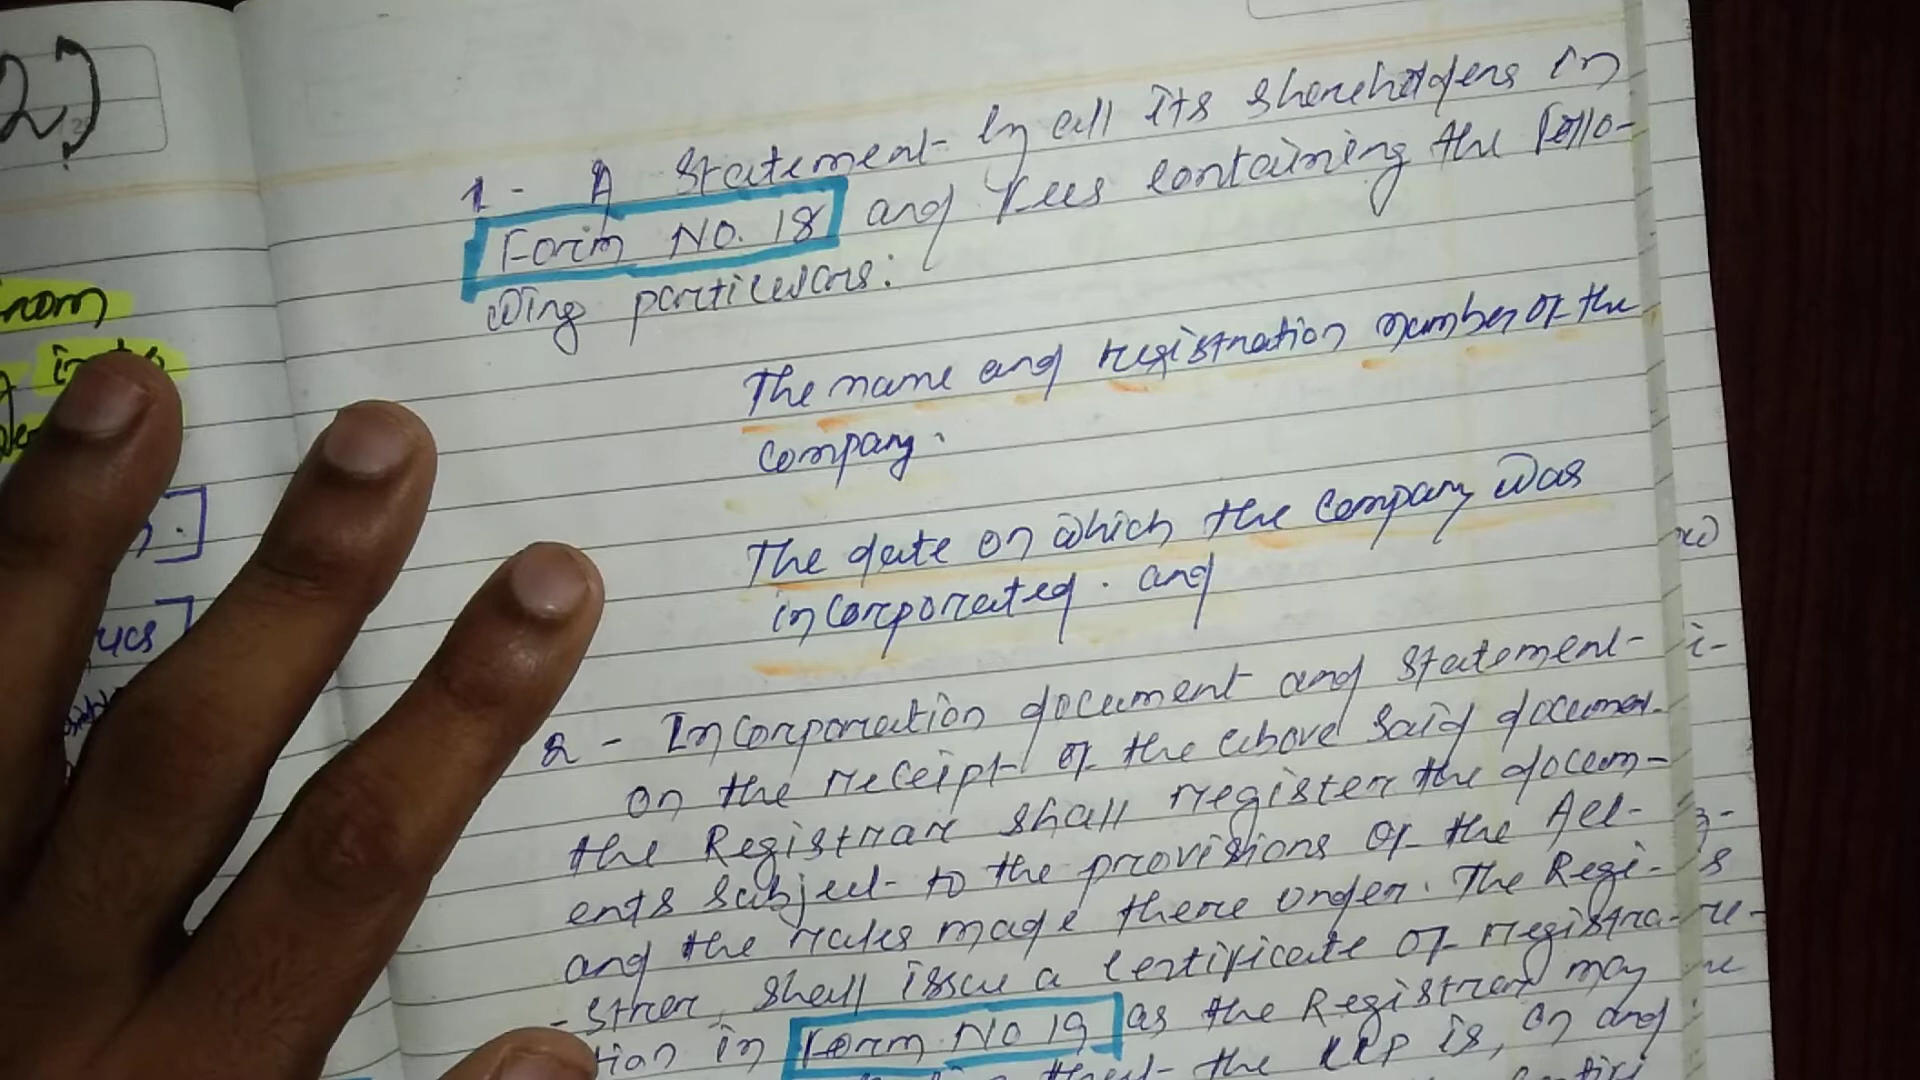 2)
1 - A Statement by all its shareholders in
Form No. 18 and fees containing the follo-
wing particulars:
The name and registration number of the
company.
The date on which the company was
incorporated. and
2 - Incorporation document and statement
on the receipt of the above said document
the Registrar shall register the docum-
ents subject to the provisions of the Act
and the rules made there under. The Regi-
- strar, shall issue a certificate of registra-
tion in Form No 19 as the Registrar may
the LLP is, on and